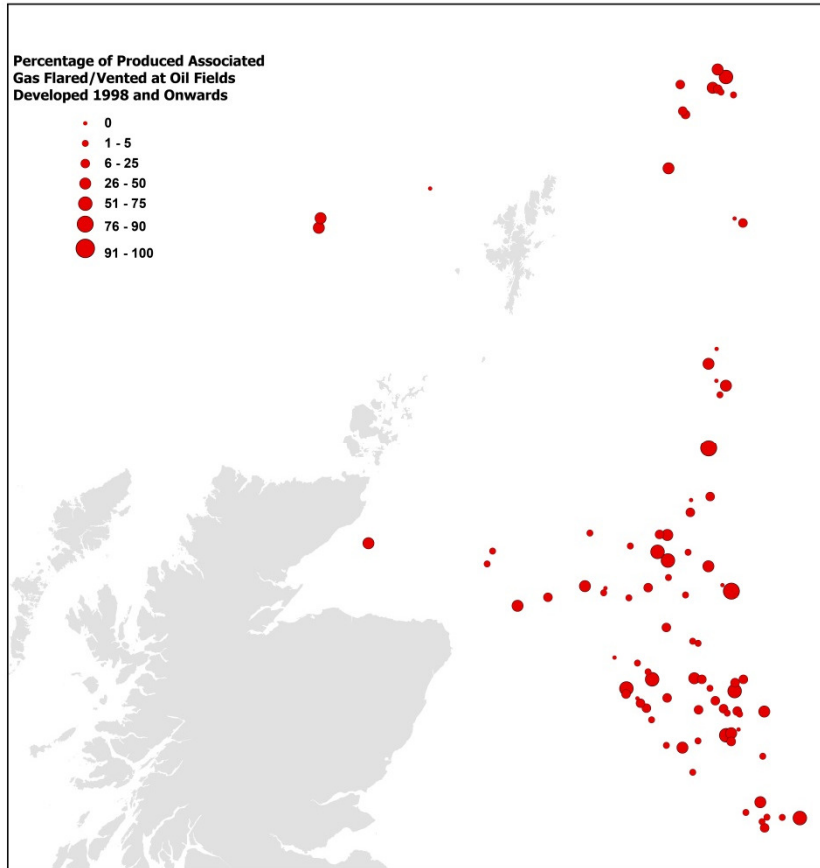 Percentage of Produced Associated
Gas Flared/Vented at Oil Fields
Developed 1998 and Onwards
0
1 - 5
6 - 25
26 - 50
51 - 75
76 - 90
91 - 100